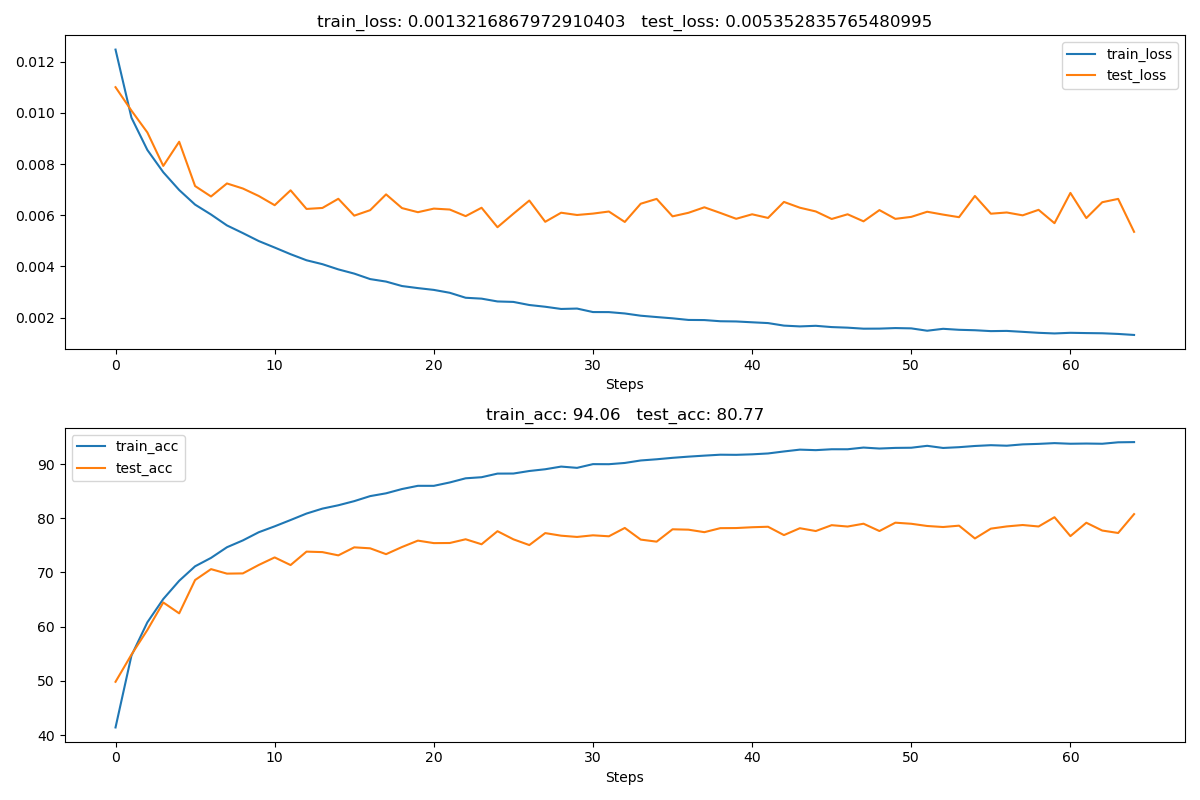 train_loss: 0.0013216867972910403 test_loss: 0.005352835765480995
0.012
0.010
0.008
0.006
0.004
0.002
train_loss
test_loss
0 10 20 30 40 50 60
Steps
train_acc: 94.06 test_acc: 80.77
90
80
70
60
50
40
train_acc
test_acc
0 10 20 30 40 50 60
Steps